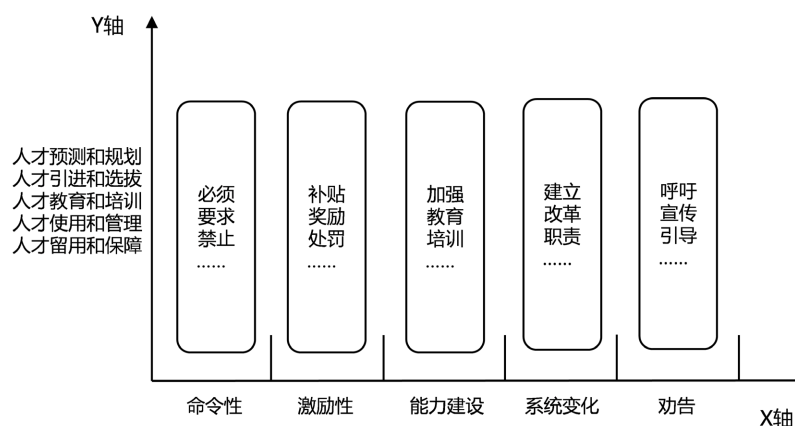 Y轴
人才预测和规划
人才引进和选拔
人才教育和培训
人才使用和管理
人才留用和保障
必须
要求
禁止
……
补贴
奖励
处罚
……
加强
教育
培训
……
建立
改革
职责
……
呼吁
宣传
引导
……
命令性
激励性
能力建设
系统变化
劝告
X轴